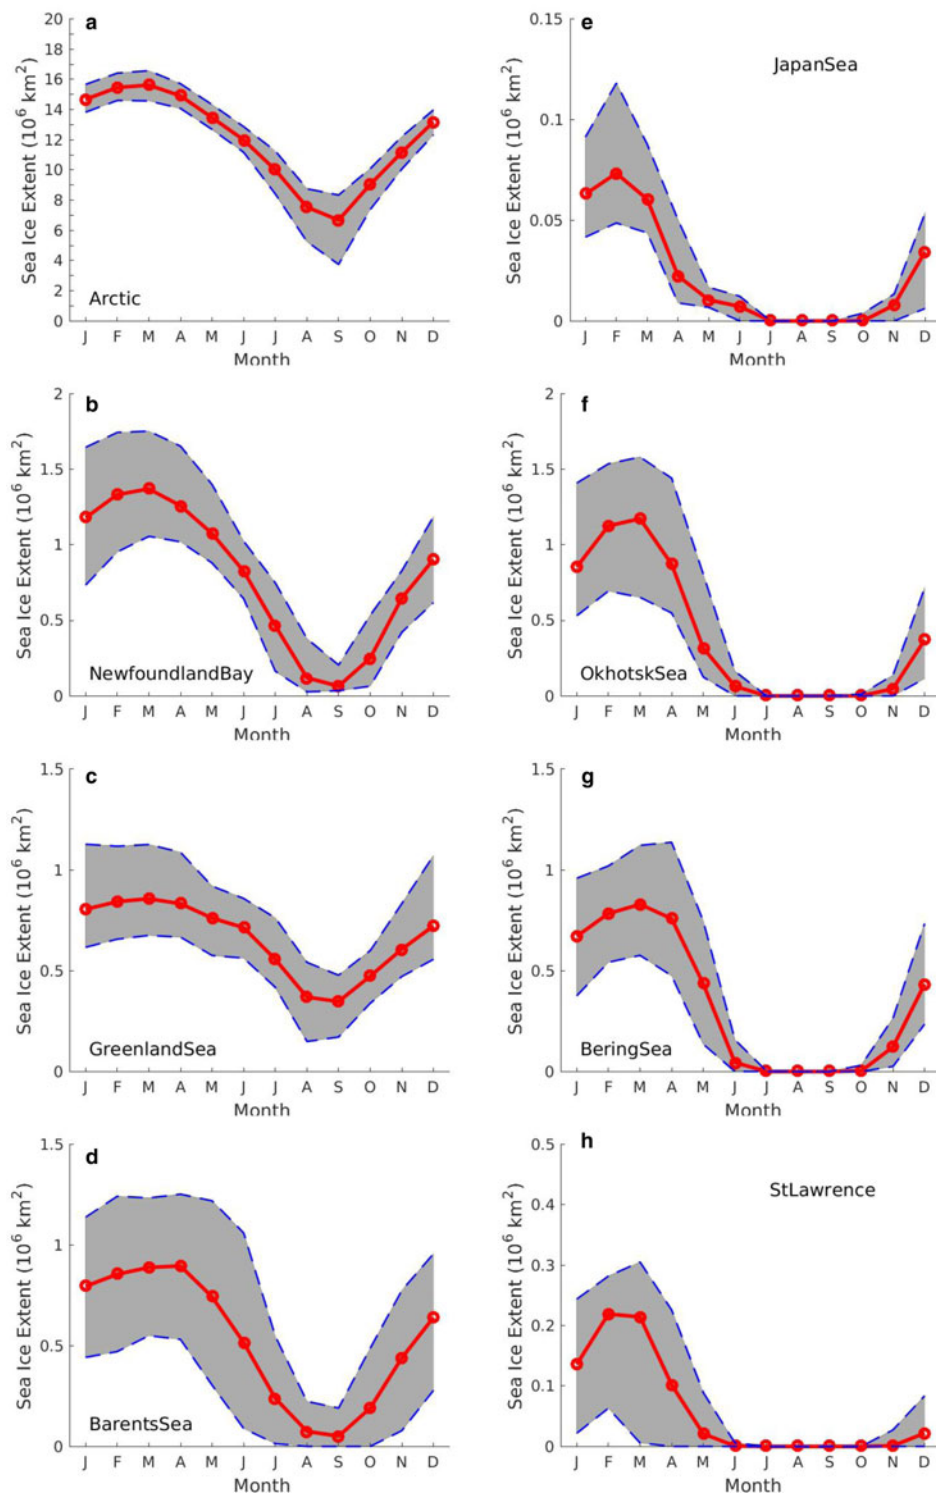 a
Sea Ice Extent (10⁶ km²)
20
18
16
14
12
10
8
6
4
2
0
Arctic
J F M A M J J A S O N D
Month
b
Sea Ice Extent (10⁶ km²)
2
1.5
1
0.5
0
NewfoundlandBay
J F M A M J J A S O N D
Month
c
Sea Ice Extent (10⁶ km²)
1.5
1
0.5
0
GreenlandSea
J F M A M J J A S O N D
Month
d
Sea Ice Extent (10⁶ km²)
1.5
1
0.5
0
BarentsSea
J F M A M J J A S O N D
Month
e
Sea Ice Extent (10⁶ km²)
0.15
0.1
0.05
0
JapanSea
J F M A M J J A S O N D
Month
f
Sea Ice Extent (10⁶ km²)
2
1.5
1
0.5
0
OkhotskSea
J F M A M J J A S O N D
Month
g
Sea Ice Extent (10⁶ km²)
1.5
1
0.5
0
BeringSea
J F M A M J J A S O N D
Month
h
Sea Ice Extent (10⁶ km²)
0.5
0.4
0.3
0.2
0.1
0
StLawrence
J F M A M J J A S O N D
Month